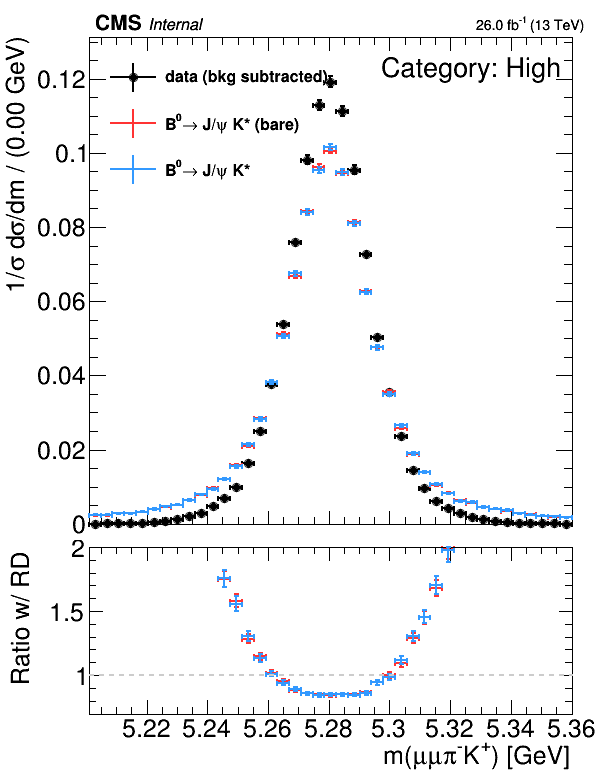 CMS Internal
26.0 fb⁻¹ (13 TeV)
Category: High
data (bkg subtracted)
B⁰→ J/ψ K* (bare)
B⁰→ J/ψ K*
1/σ dσ/dm / (0.00 GeV)
0.12
0.1
0.08
0.06
0.04
0.02
0
Ratio w/ RD
2
1.5
1
5.22 5.24 5.26 5.28 5.3 5.32 5.34 5.36
m(μμπ⁻K⁺) [GeV]